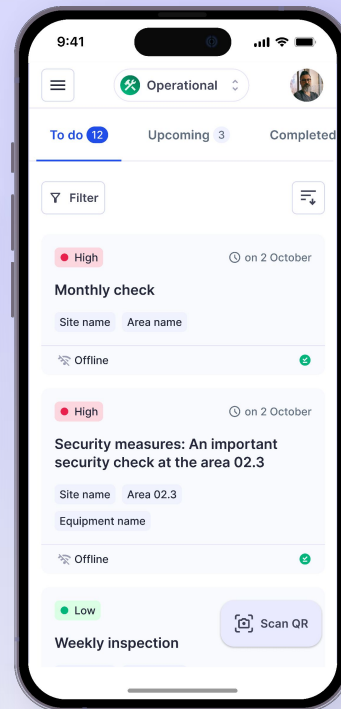 9:41
Operational
To do 12 Upcoming 3 Completed
Filter
High on 2 October
Monthly check
Site name Area name
Offline
High on 2 October
Security measures: An important
security check at the area 02.3
Site name Area 02.3
Equipment name
Offline
Low
Scan QR
Weekly inspection